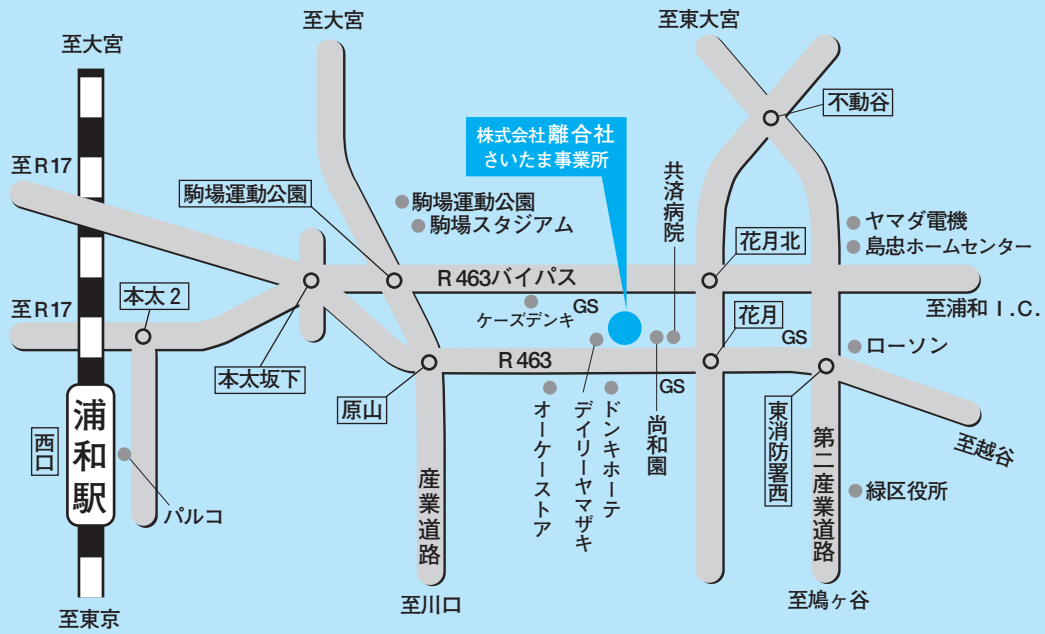 至大宮
至大宮
至東大宮
不動谷
株式会社離合社
さいたま事業所
至R17
駒場運動公園
駒場運動公園
駒場スタジアム
共済病院
ヤマダ電機
島忠ホームセンター
花月北
R463バイパス
至R17
本太2
ケーズデンキ
GS
花月
至浦和I.C.
GS
ローソン
本太坂下
R463
原山
GS
浦和駅
西口
パルコ
産業道路
オーケーストア
デイリーヤマザキ
ドンキホーテ
尚和園
東消防署西
第二産業道路
至越谷
緑区役所
至東京
至川口
至鳩ヶ谷